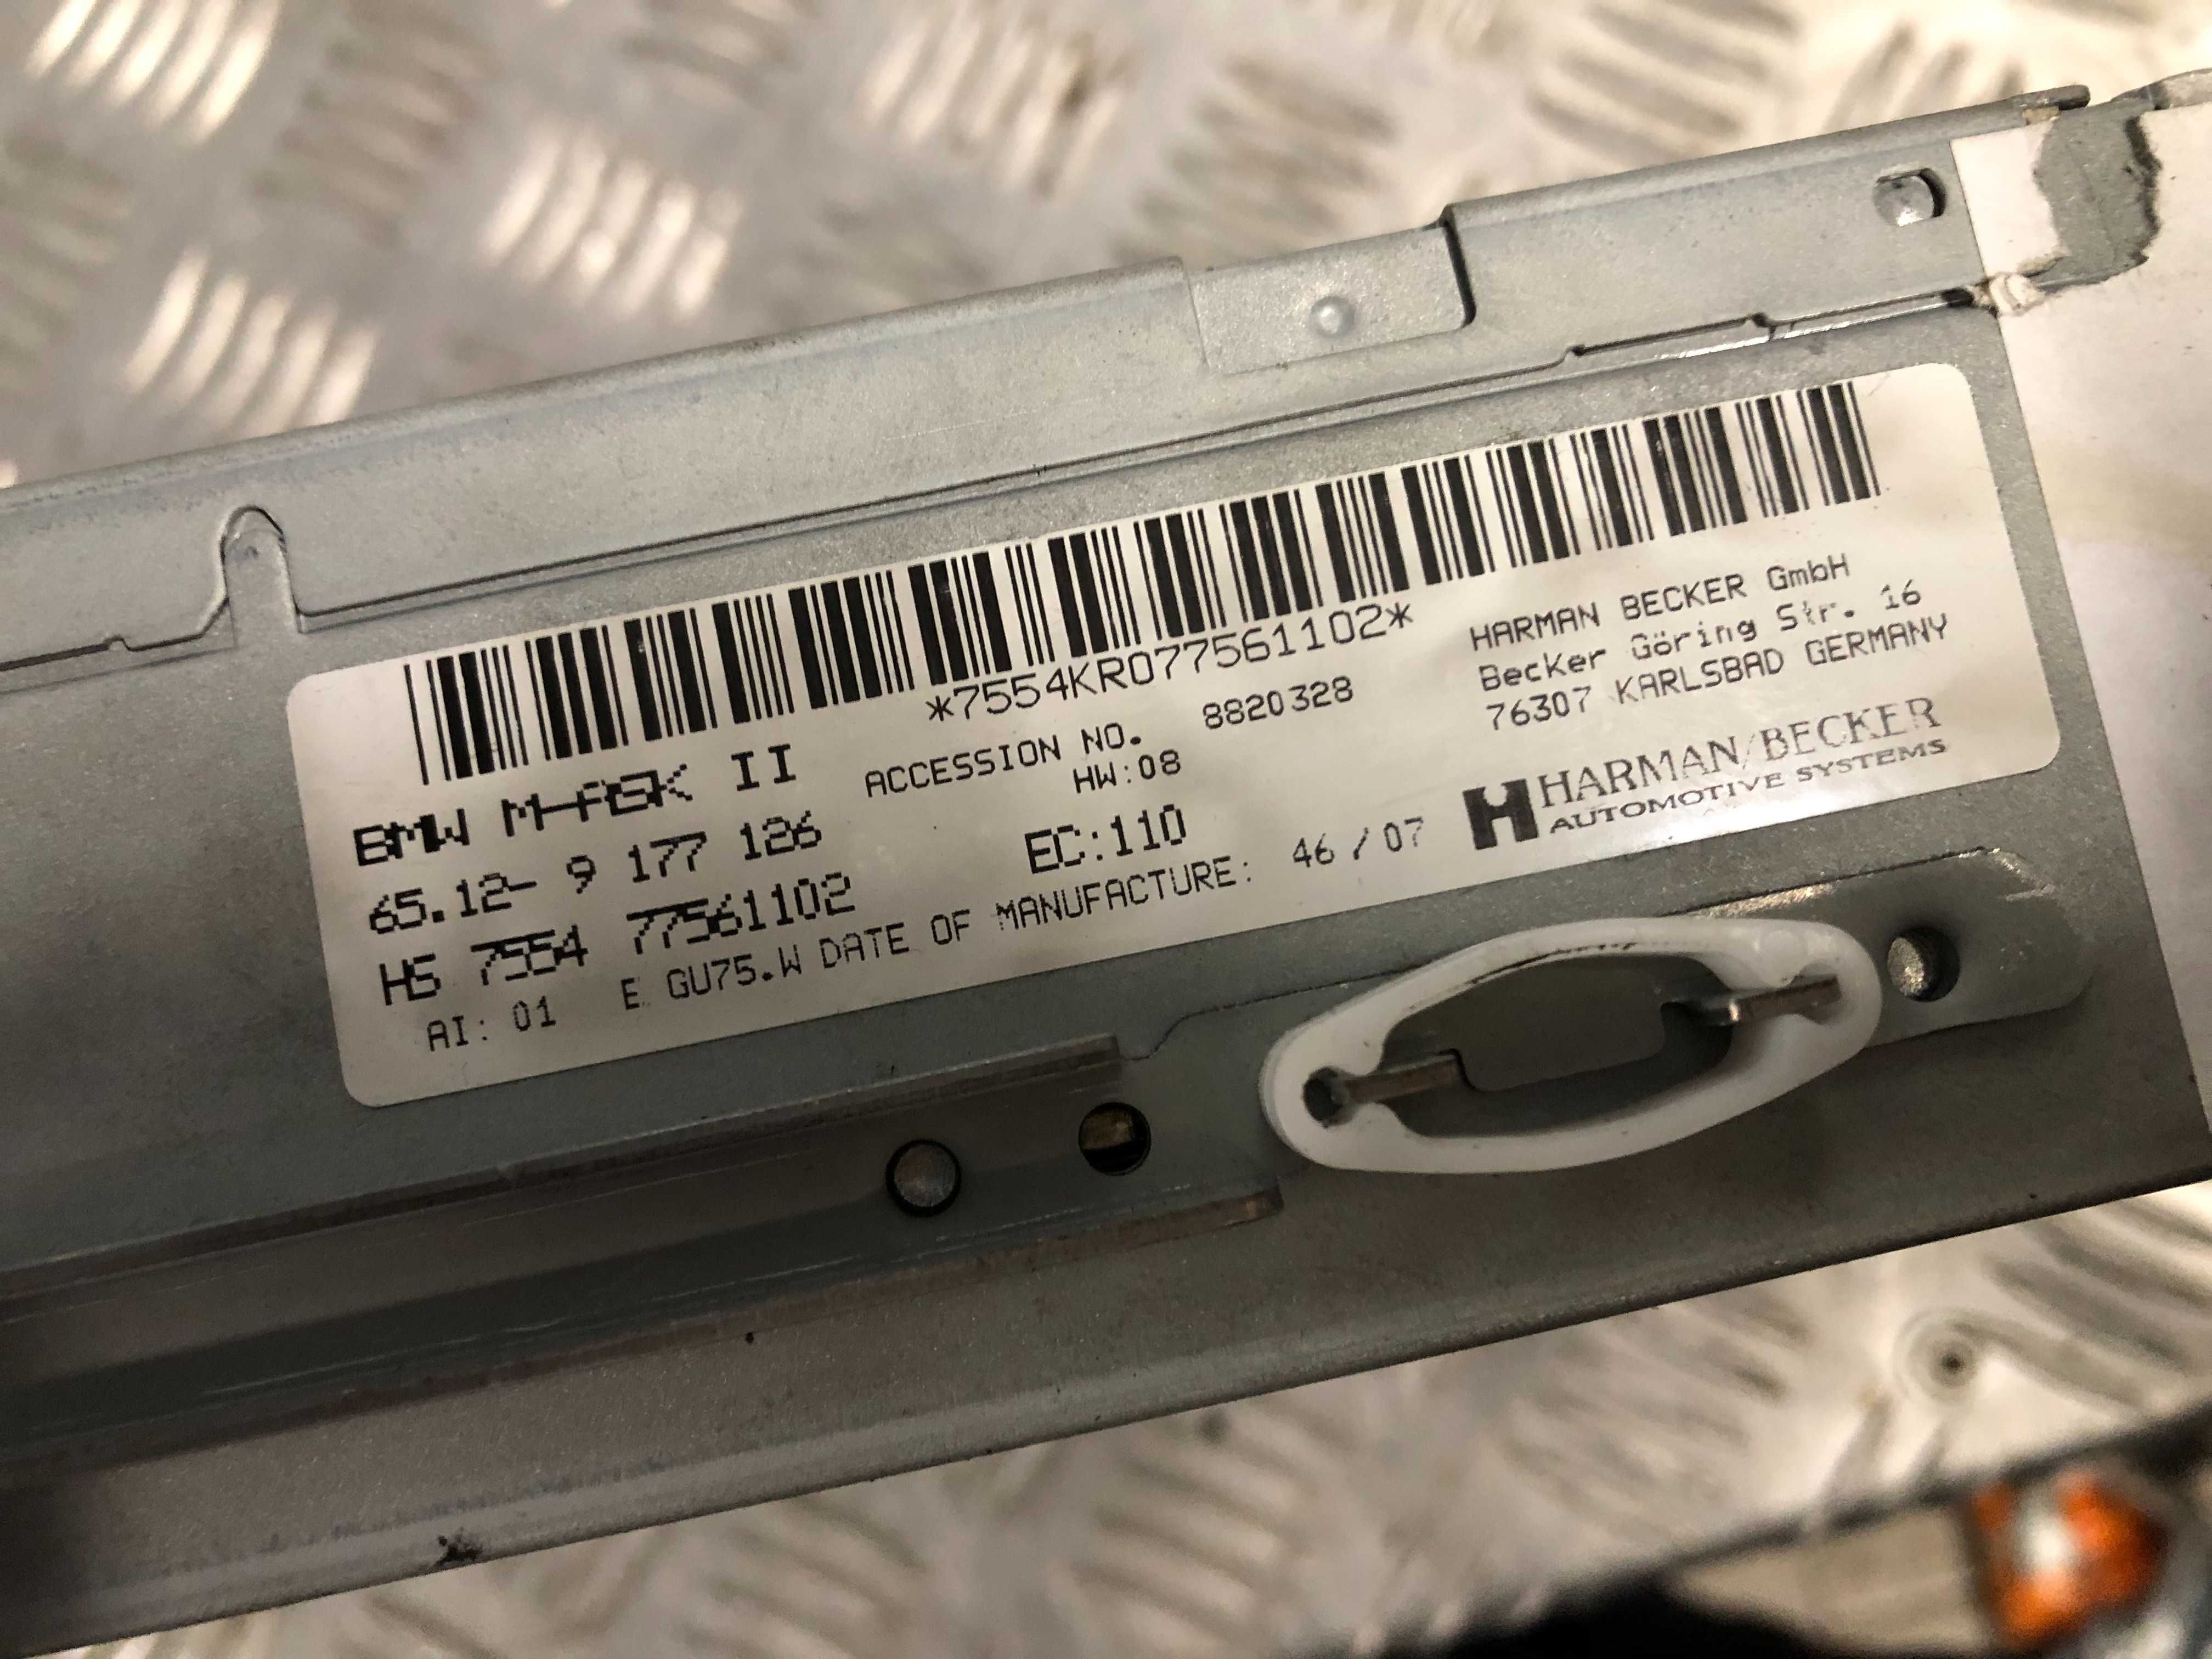 *7554KR077561102*
BMW M-ASK II
ACCESSION NO. 8820328
HW:08
65.12- 9 177 126
EC:110
HS 7554 77561102
AI: 01 E GU75.W DATE OF MANUFACTURE: 46 / 07
HARMAN BECKER GmbH
Becker Göring Str. 16
76307 KARLSBAD GERMANY
HARMAN/BECKER
AUTOMOTIVE SYSTEMS